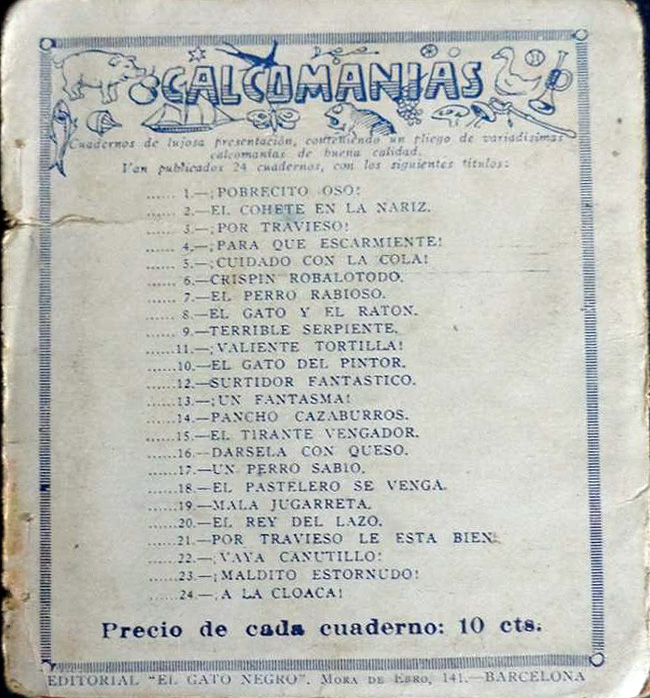 CALCOMANIAS
Cuadernos de lujosa presentación, conteniendo un pliego de variadísimas
calcomanías de buena calidad.
Van publicados 24 cuadernos, con los siguientes títulos:
...... 1.—¡POBRECITO OSO!
...... 2.—EL COHETE EN LA NARIZ.
...... 3.—¡POR TRAVIESO!
...... 4.—¡PARA QUE ESCARMIENTE!
...... 5.—¡CUIDADO CON LA COLA!
...... 6.—CRISPIN ROBALOTODO.
...... 7.—EL PERRO RABIOSO.
...... 8.—EL GATO Y EL RATON.
...... 9.—TERRIBLE SERPIENTE.
......11.—¡VALIENTE TORTILLA!
......10.—EL GATO DEL PINTOR.
......12.—SURTIDOR FANTASTICO.
......13.—¡UN FANTASMA!
......14.—PANCHO CAZABURROS.
......15.—EL TIRANTE VENGADOR.
......16.—DARSELA CON QUESO.
......17.—UN PERRO SABIO.
......18.—EL PASTELERO SE VENGA.
......19.—MALA JUGARRETA.
......20.—EL REY DEL LAZO.
......21.—POR TRAVIESO LE ESTA BIEN.
......22.—¡VAYA CANUTILLO!
......23.—¡MALDITO ESTORNUDO!
......24.—¡A LA CLOACA!
Precio de cada cuaderno: 10 cts.
EDITORIAL "EL GATO NEGRO". MORA DE EBRO, 141.—BARCELONA